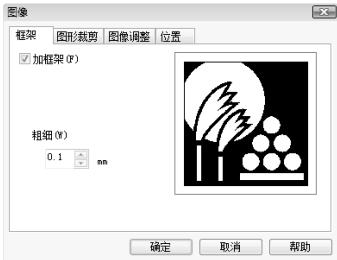 图像
框架 图形裁剪 图像调整 位置
加框架(F)
粗细(W)
0.1 mm
确定 取消 帮助